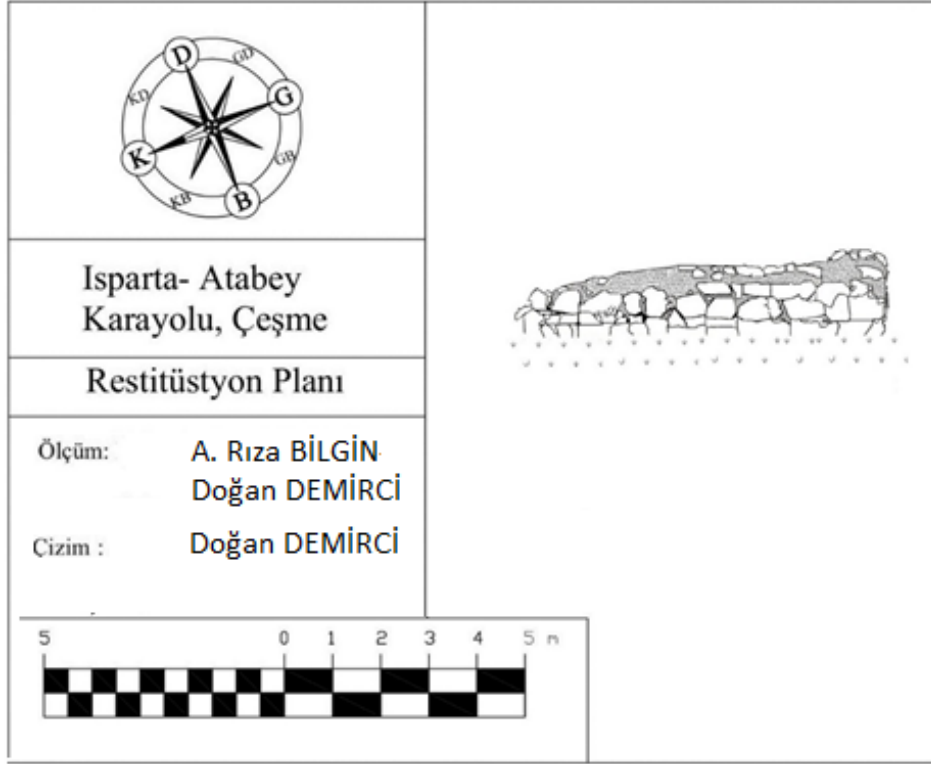 D
GD
KD
G
K
GB
KB
B
Isparta- Atabey
Karayolu, Çeşme
Restitüstyon Planı
Ölçüm: A. Rıza BİLGİN
Doğan DEMİRCİ
Çizim : Doğan DEMİRCİ
5 0 1 2 3 4 5 m